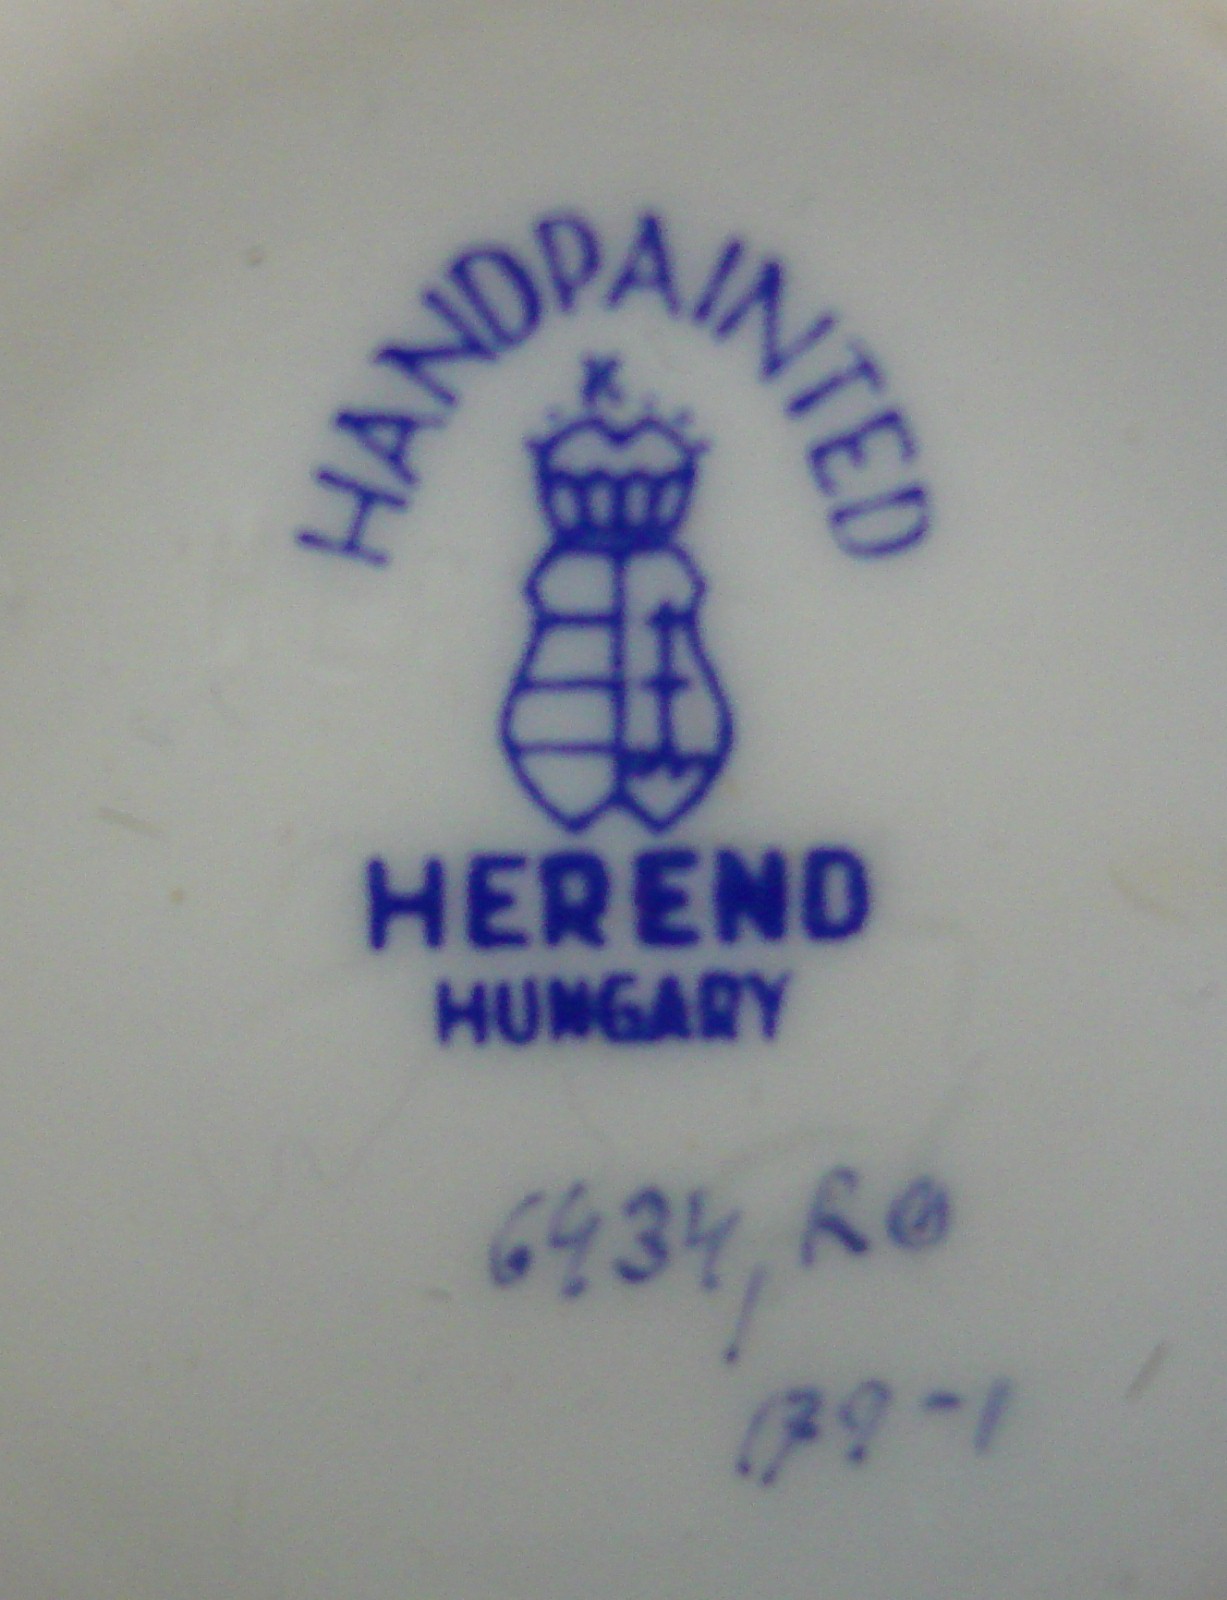 HANDPAINTED
HEREND
HUNGARY
6434,